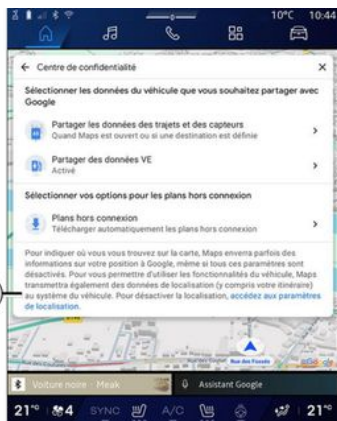 10°C 10:44
Centre de confidentialité
Sélectionner les données du véhicule que vous souhaitez partager avec
Google
Partager les données des trajets et des capteurs
Quand Maps est ouvert ou si une destination est définie
Partager des données VE
Activé
Sélectionner vos options pour les plans hors connexion
Plans hors connexion
Télécharger automatiquement les plans hors connexion
Pour indiquer où vous vous trouvez sur la carte, Maps enverra parfois des
informations sur votre position à Google, même si tous ces paramètres sont
désactivés. Pour vous permettre d'utiliser les fonctionnalités du véhicule, Maps
transmettra également des données de localisation (y compris votre itinéraire)
au système du véhicule. Pour désactiver la localisation, accédez aux paramètres
de localisation.
Rue des Fossés
Voiture noire - Meak
Assistant Google
21° 4 SYNC A/C 21°